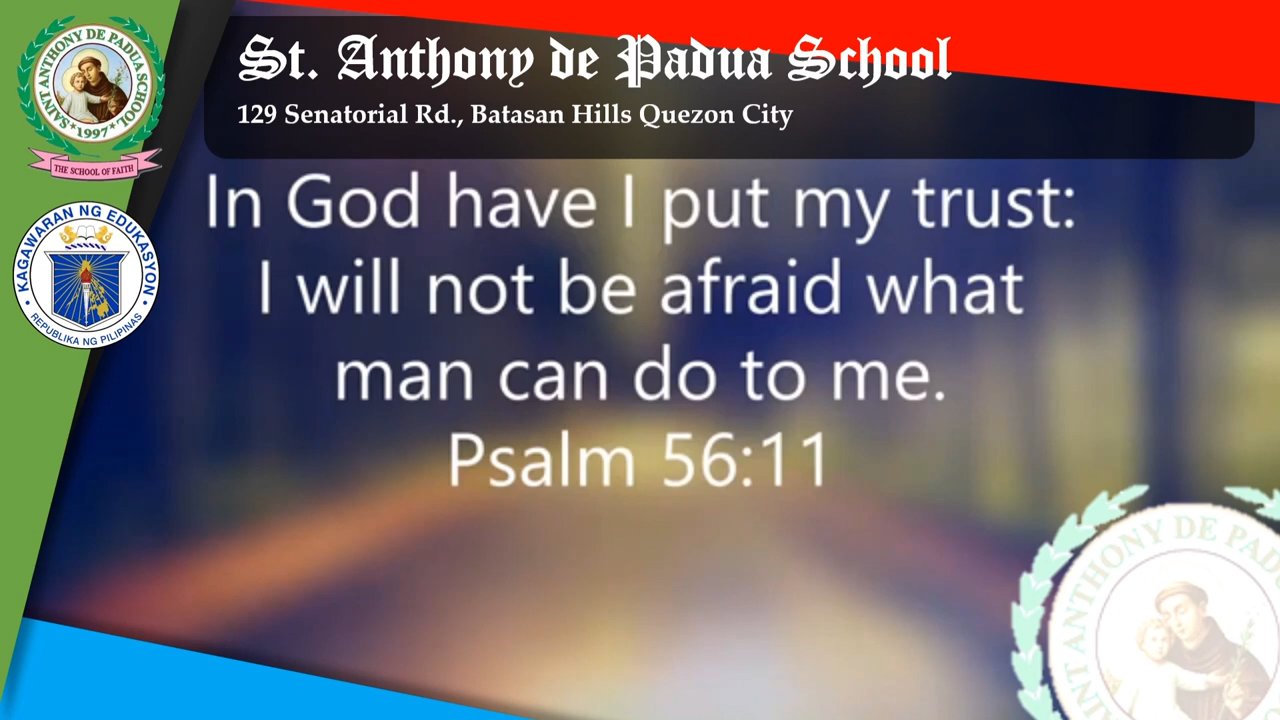 St. Anthony de Padua School
129 Senatorial Rd., Batasan Hills Quezon City
SAINT ANTHONY DE PADUA SCHOOL
*1997*
THE SCHOOL OF FAITH
KAGAWARAN NG EDUKASYON
REPUBLIKA NG PILIPINAS
In God have I put my trust:
I will not be afraid what
man can do to me.
Psalm 56:11
AINT ANTHONY DE PAD